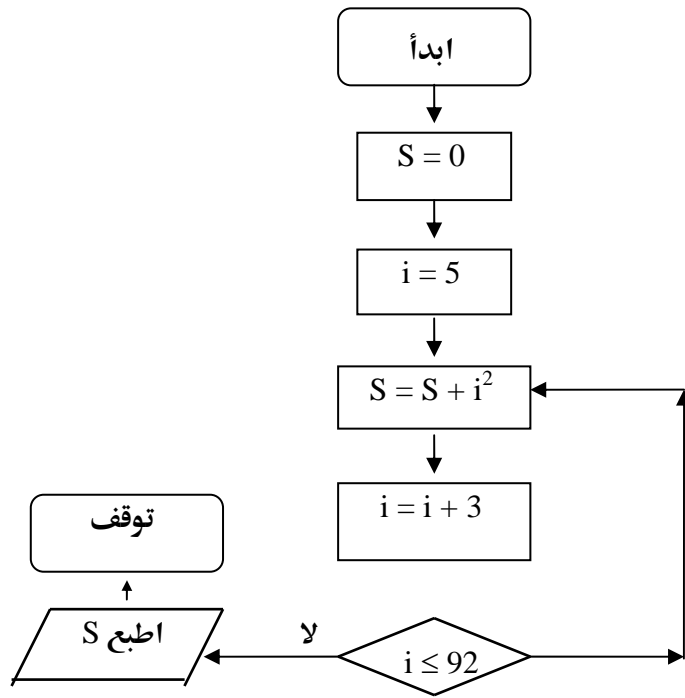 ابدأ
S = 0
i = 5
S = S + i²
i = i + 3
i ≤ 92
لا
اطبع S
توقف